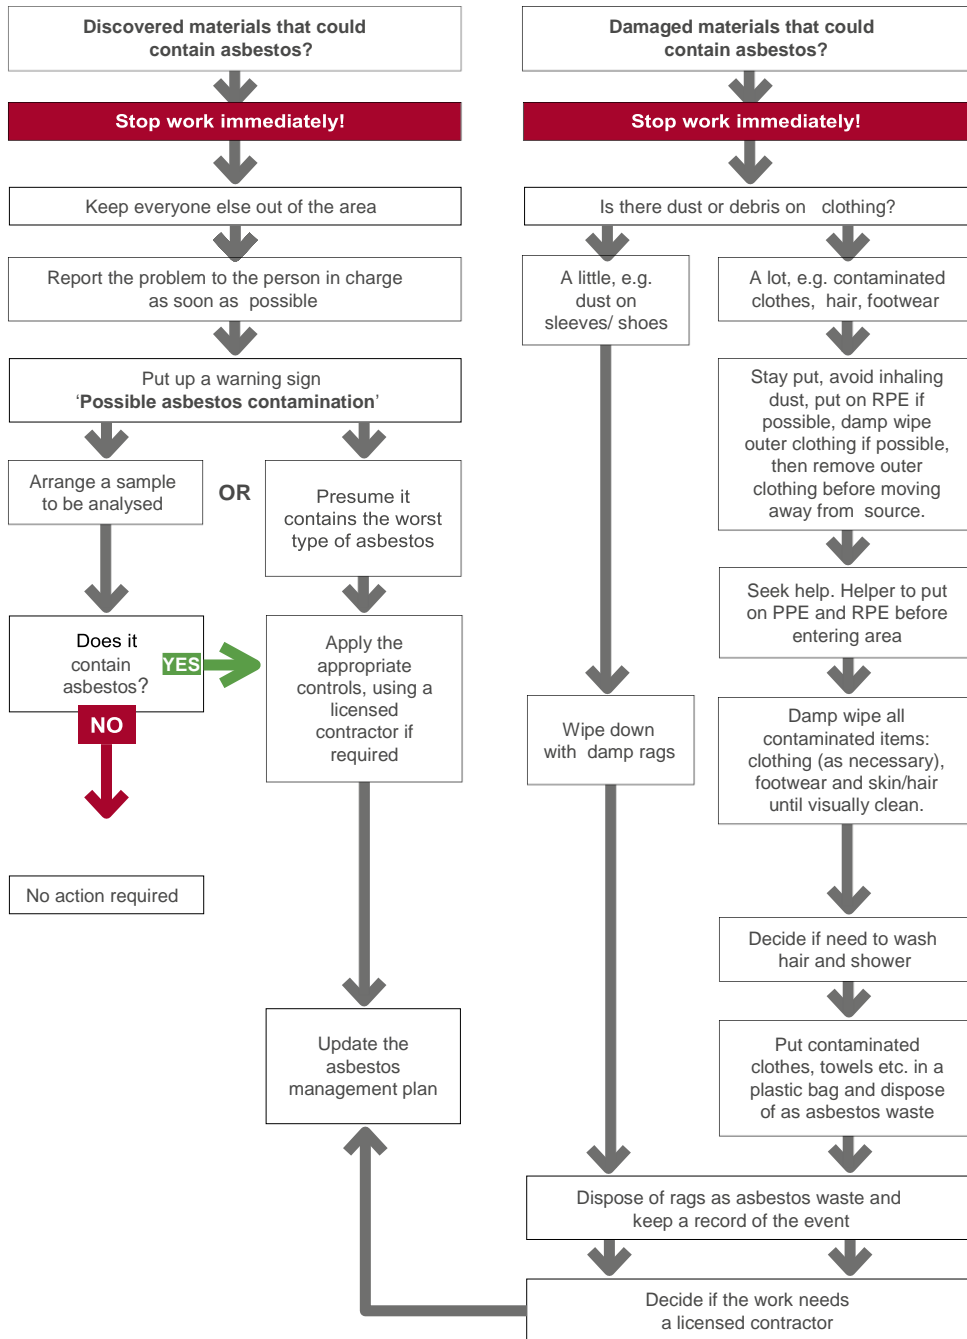 Discovered materials that could
contain asbestos?
Stop work immediately!
Keep everyone else out of the area
Report the problem to the person in charge
as soon as possible
Put up a warning sign
‘Possible asbestos contamination’
Arrange a sample
to be analysed
OR
Presume it
contains the worst
type of asbestos
Does it
contain
asbestos?
YES
NO
Apply the
appropriate
controls, using a
licensed
contractor if
required
No action required
Update the
asbestos
management plan
Damaged materials that could
contain asbestos?
Stop work immediately!
Is there dust or debris on clothing?
A little, e.g.
dust on
sleeves/ shoes
Wipe down
with damp rags
A lot, e.g. contaminated
clothes, hair, footwear
Stay put, avoid inhaling
dust, put on RPE if
possible, damp wipe
outer clothing if possible,
then remove outer
clothing before moving
away from source.
Seek help. Helper to put
on PPE and RPE before
entering area
Damp wipe all
contaminated items:
clothing (as necessary),
footwear and skin/hair
until visually clean.
Decide if need to wash
hair and shower
Put contaminated
clothes, towels etc. in a
plastic bag and dispose
of as asbestos waste
Dispose of rags as asbestos waste and
keep a record of the event
Decide if the work needs
a licensed contractor